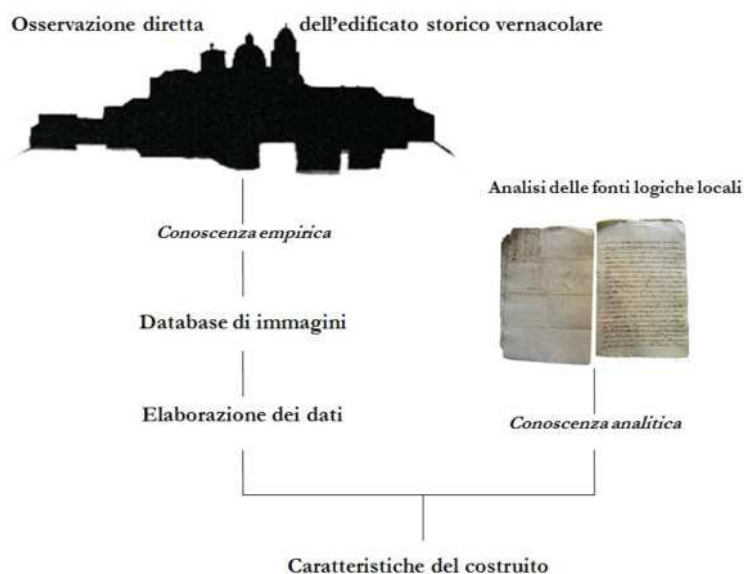 Osservazione diretta dell'edificato storico vernacolare
Analisi delle fonti logiche locali
Conoscenza empirica
Database di immagini
Elaborazione dei dati
Conoscenza analitica
Caratteristiche del costruito